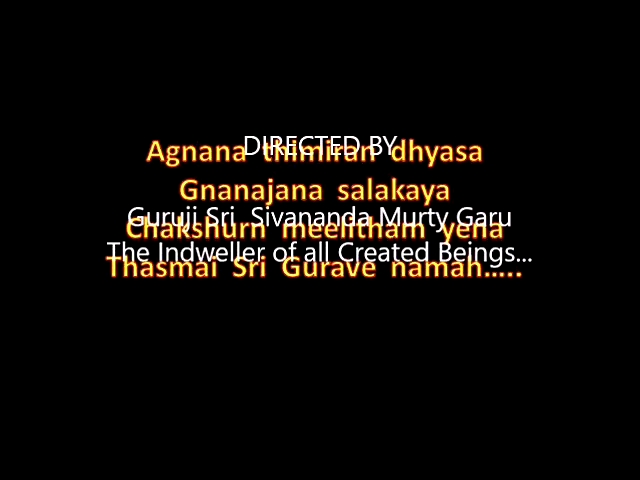 DIRECTED BY
Agnana thimiran dhyasa
Gnanajana salakaya
Guruji Sri Sivananda Murty Garu
Chakshurn meelitham yena
The Indweller of all Created Beings...
Thasmai Sri Gurave namah.....